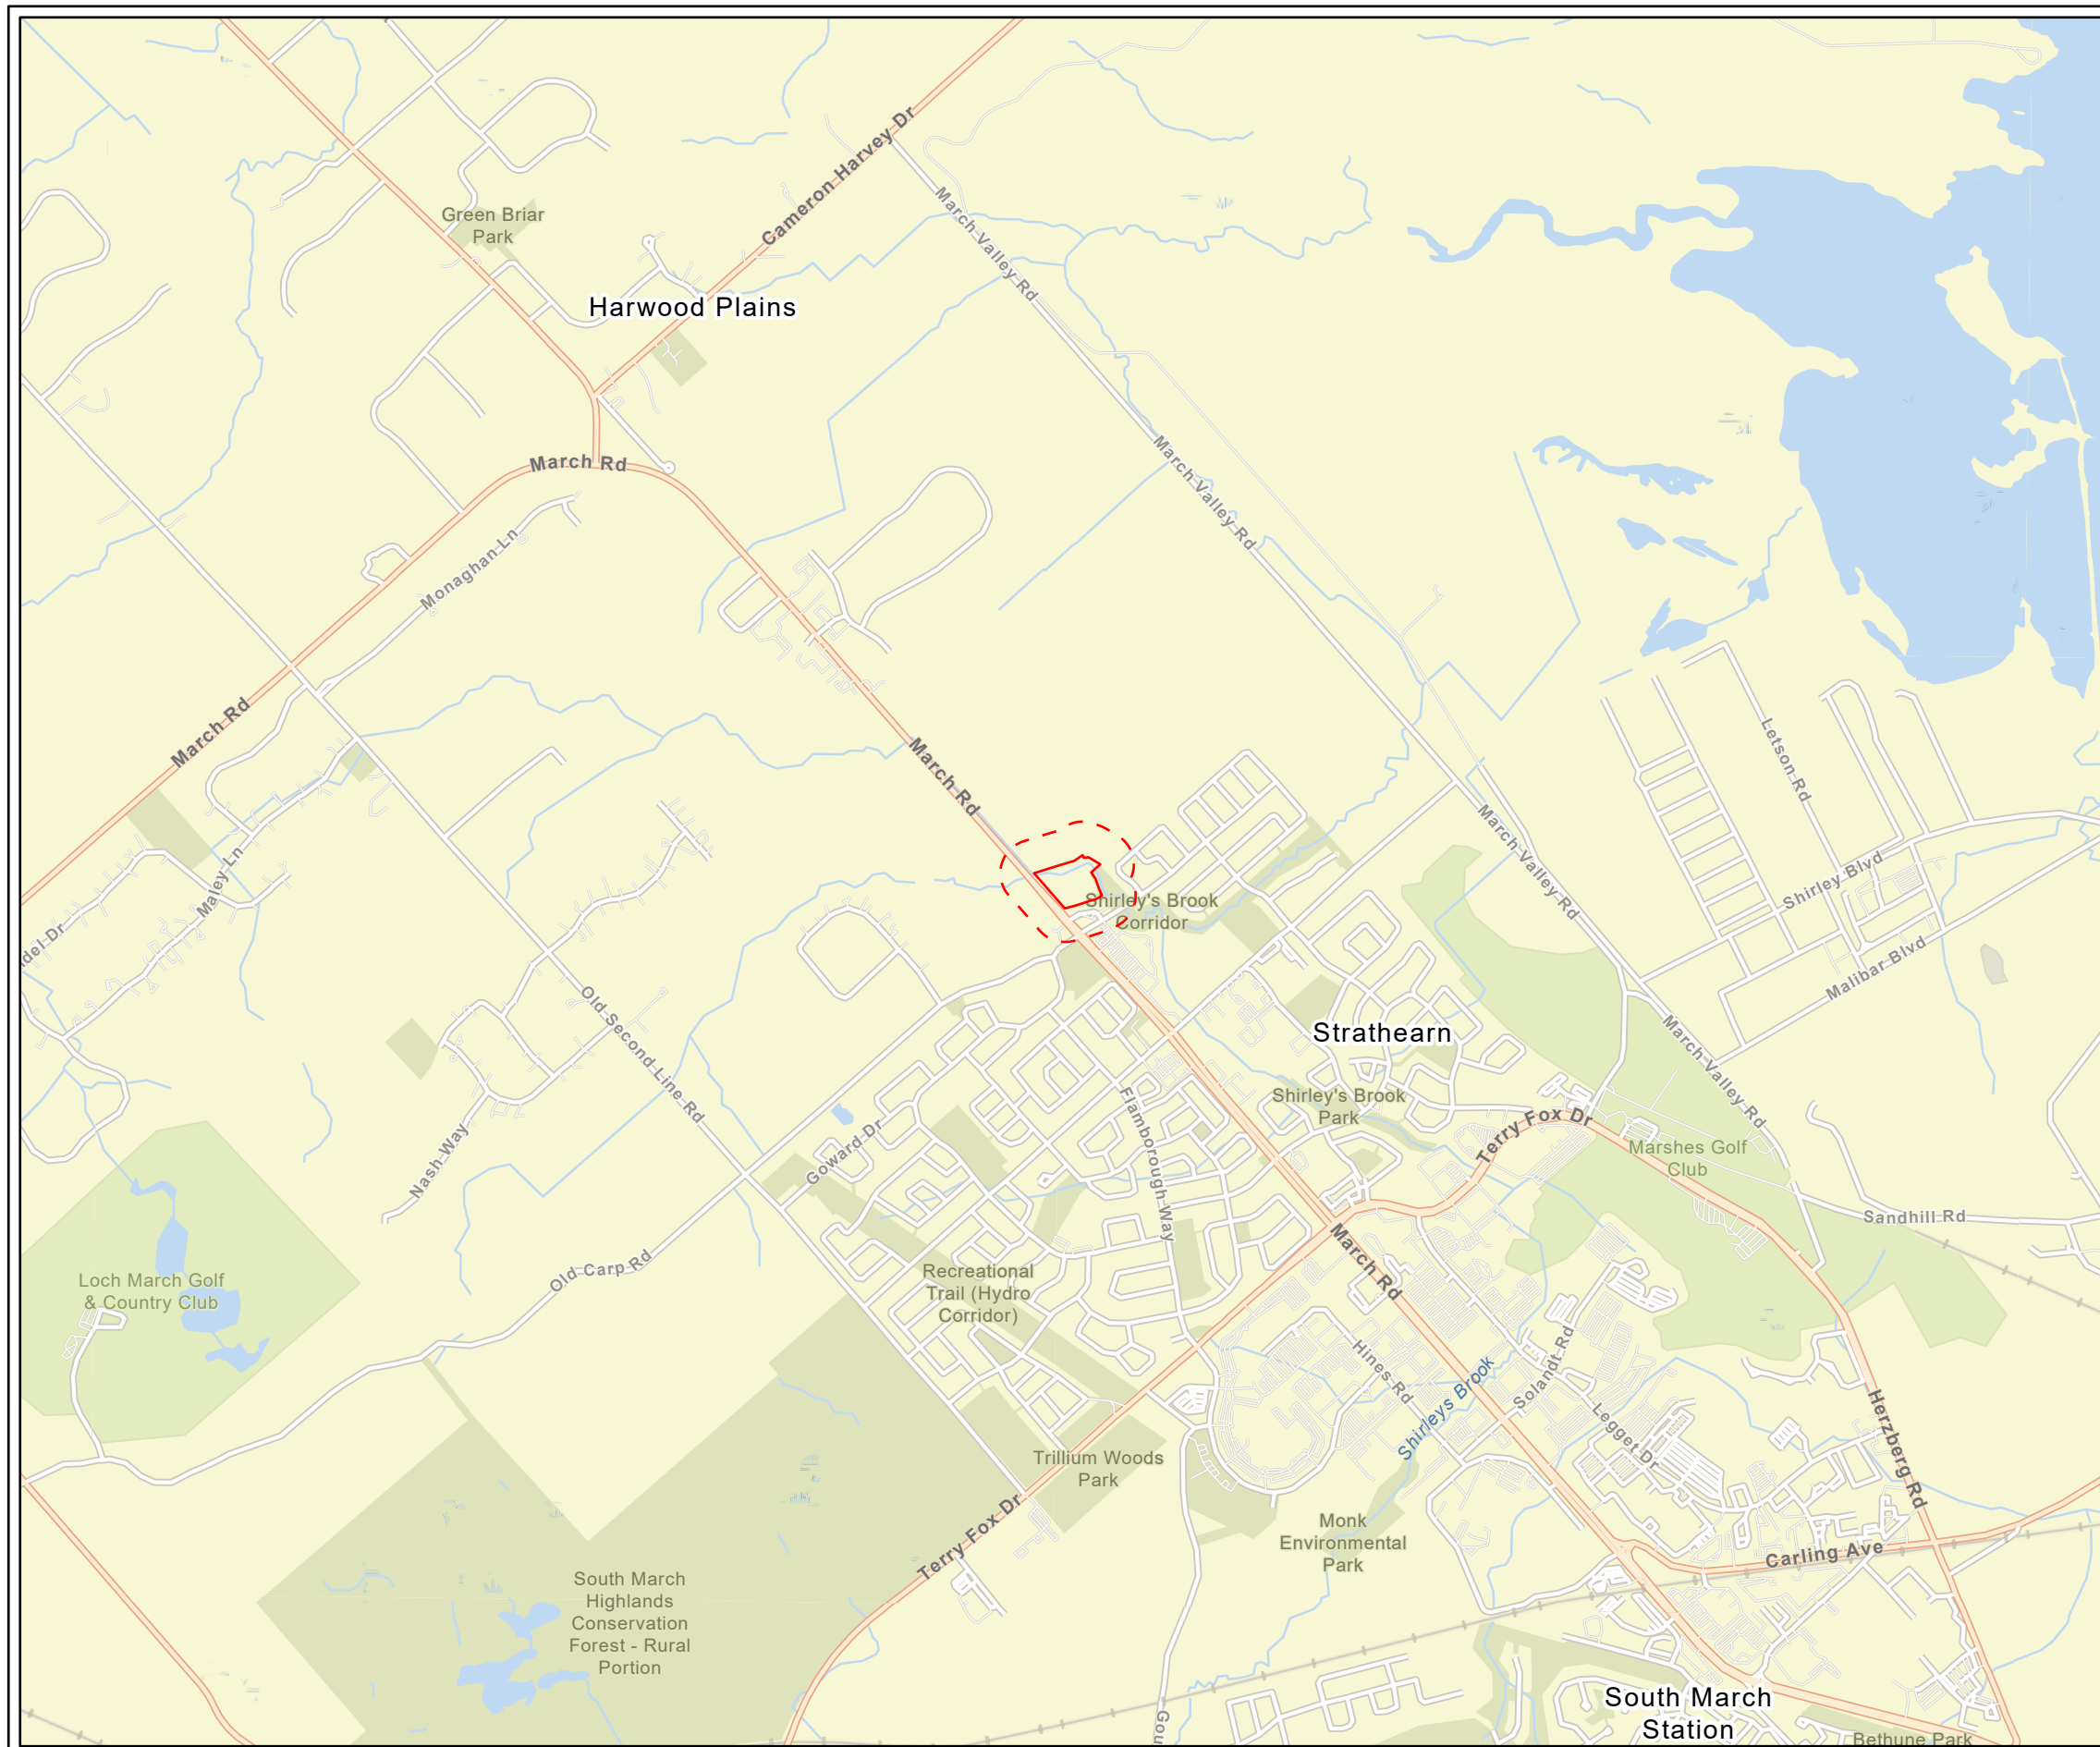 Cameron Harvey Dr
March Valley Rd
Green Briar
Park
Harwood Plains
March Rd
March Valley Rd
Monaghan Ln
March Rd
March Rd
Letson Rd
March Valley Rd
Shirley Blvd
Maley Ln
Shirley's Brook
Corridor
del Dr
Malibar Blvd
Old Second Line Rd
Strathearn
March Valley Rd
Shirley's Brook
Park
Flamborough Way
Goward Dr
Terry Fox Dr
Marshes Golf
Club
Nash Way
Sandhill Rd
Old Carp Rd
Loch March Golf
& Country Club
Recreational
Trail (Hydro
Corridor)
March Rd
Hines Rd
Solandt Rd
Shirleys Brook
Legget Dr
Herzberg Rd
Trillium Woods
Park
Terry Fox Dr
Monk
Environmental
Park
Carling Ave
South March
Highlands
Conservation
Forest - Rural
Portion
South March
Station
Gou
Bethune Park